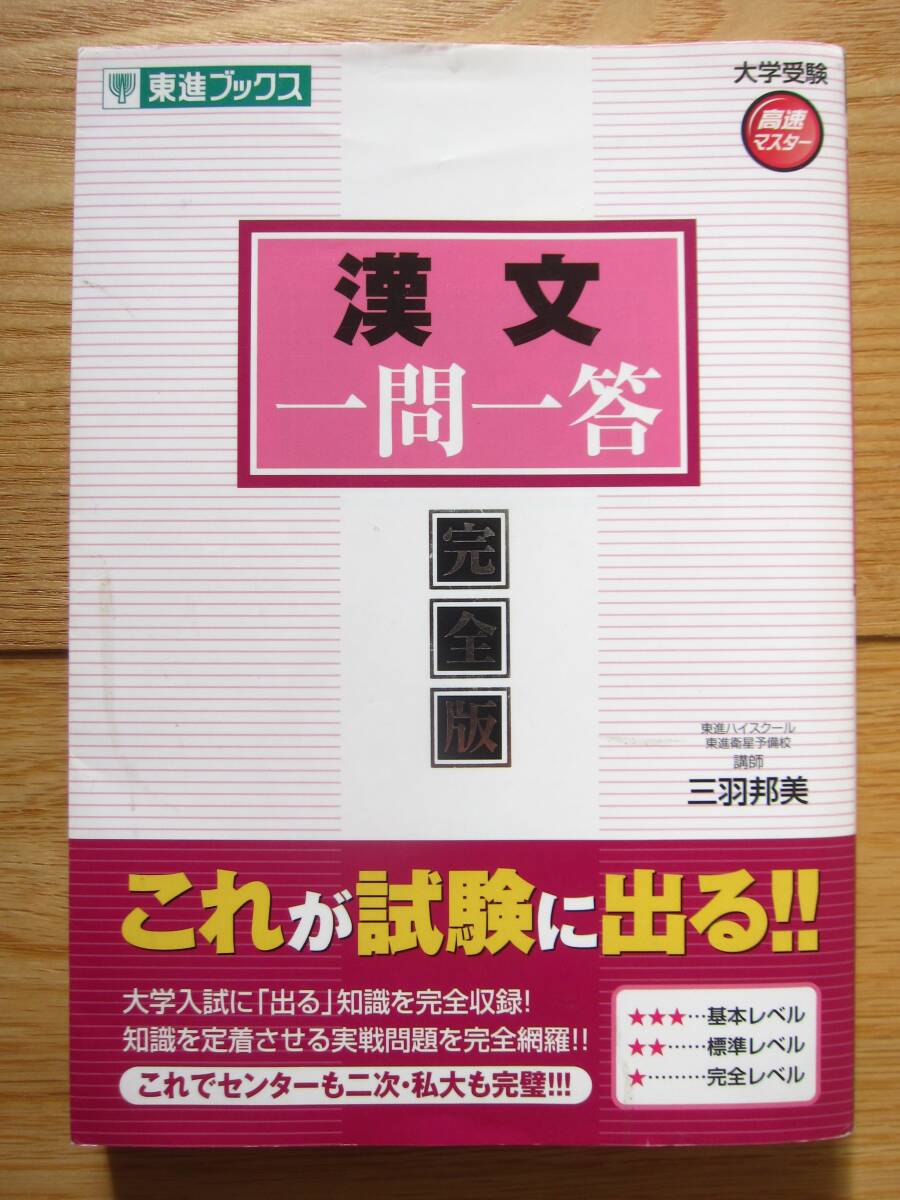 東進ブックス
大学受験
高速
マスター
漢文
一問一答
完
全
版
東進ハイスクール
東進衛星予備校
講師
三羽邦美
これが試験に出る!!
大学入試に「出る」知識を完全収録!
知識を定着させる実戦問題を完全網羅!!
これでセンターも二次・私大も完璧!!!
★★★…基本レベル
★★……標準レベル
★………完全レベル